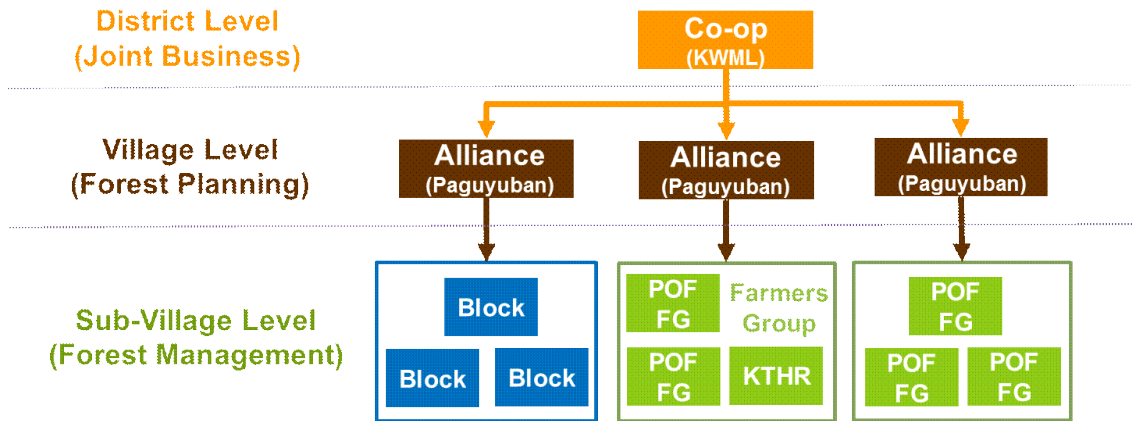 District Level
(Joint Business)
Co-op
(KWML)
Village Level
(Forest Planning)
Alliance
(Paguyuban)
Alliance
(Paguyuban)
Alliance
(Paguyuban)
Sub-Village Level
(Forest Management)
Block
Block
Block
POF
FG
Farmers
Group
POF
FG
KTHR
POF
FG
POF
FG
POF
FG